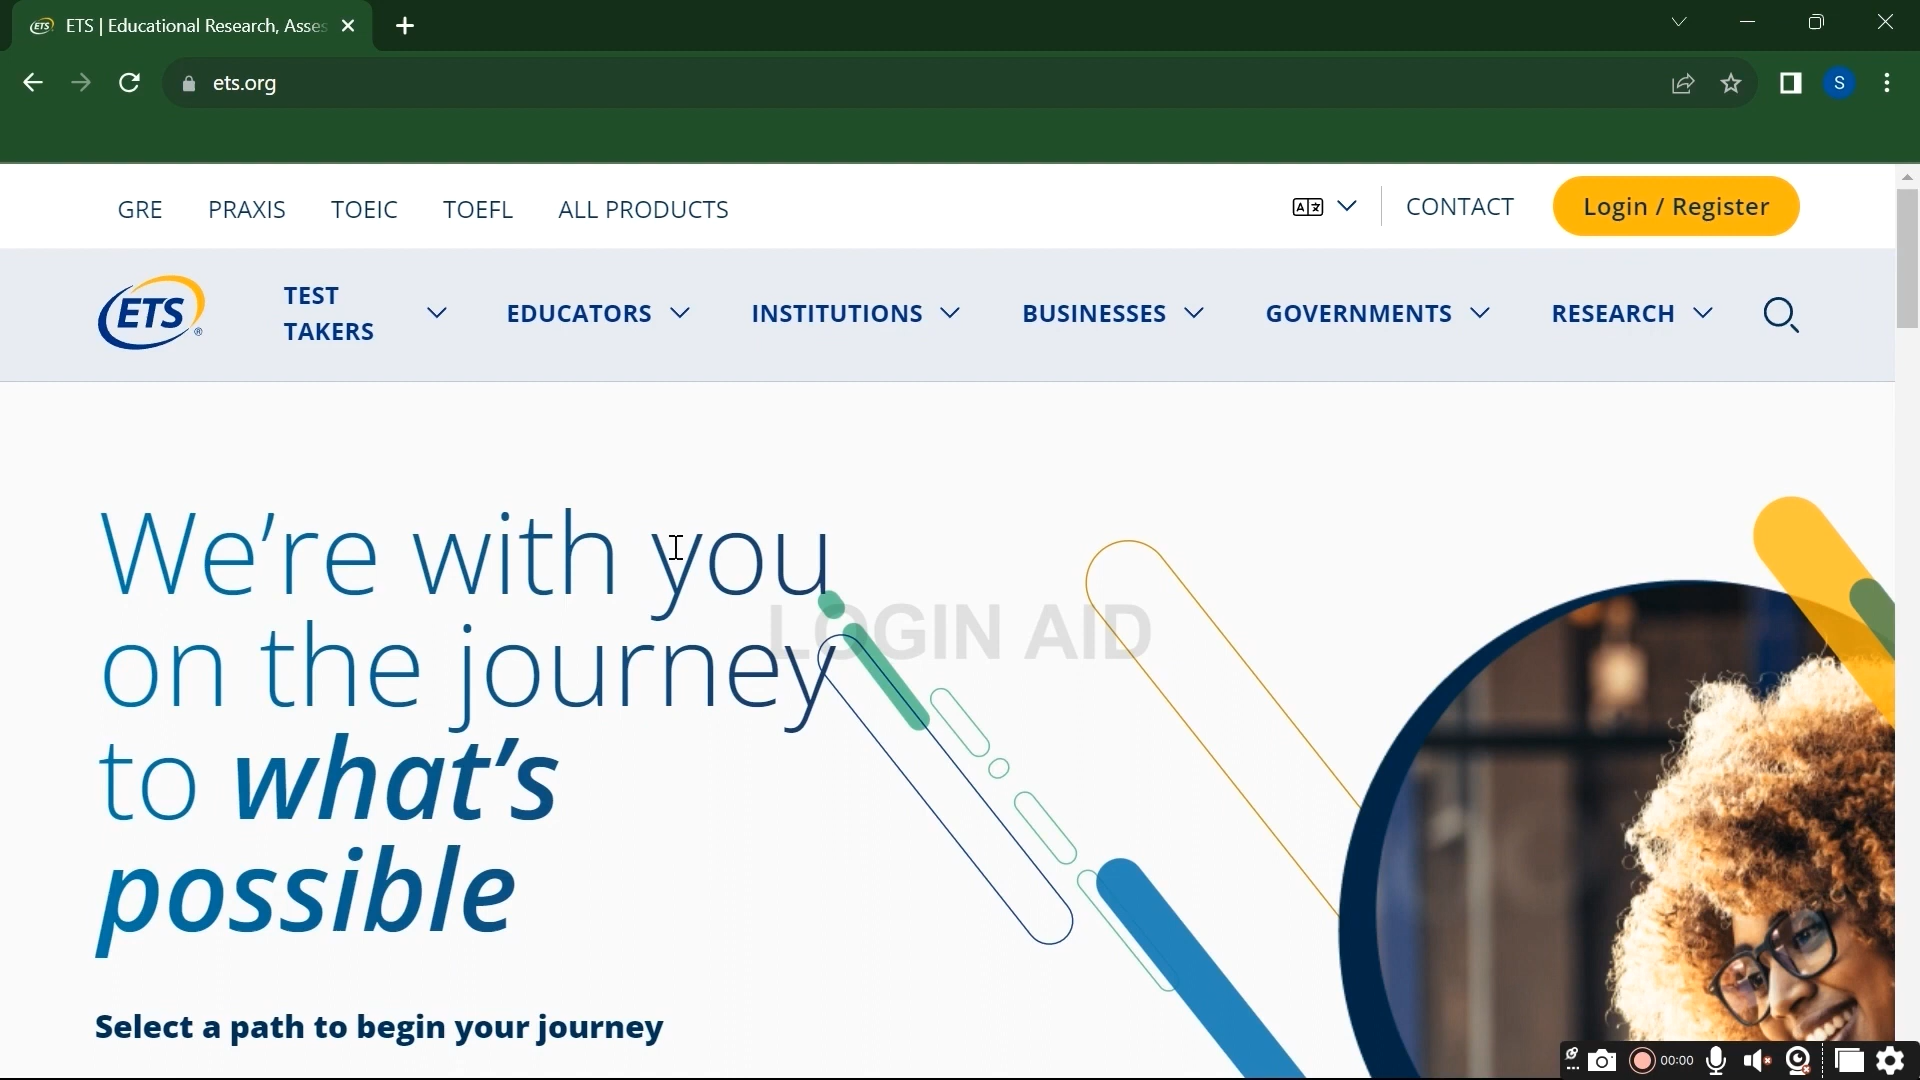 ETS ETS | Educational Research, Asses
ets.org
S
GRE PRAXIS TOEIC TOEFL ALL PRODUCTS CONTACT Login / Register
ETS®
TEST
TAKERS
EDUCATORS INSTITUTIONS BUSINESSES GOVERNMENTS RESEARCH
We’re with you
on the journey
to what’s
possible
LOGIN AID
Select a path to begin your journey
00:00